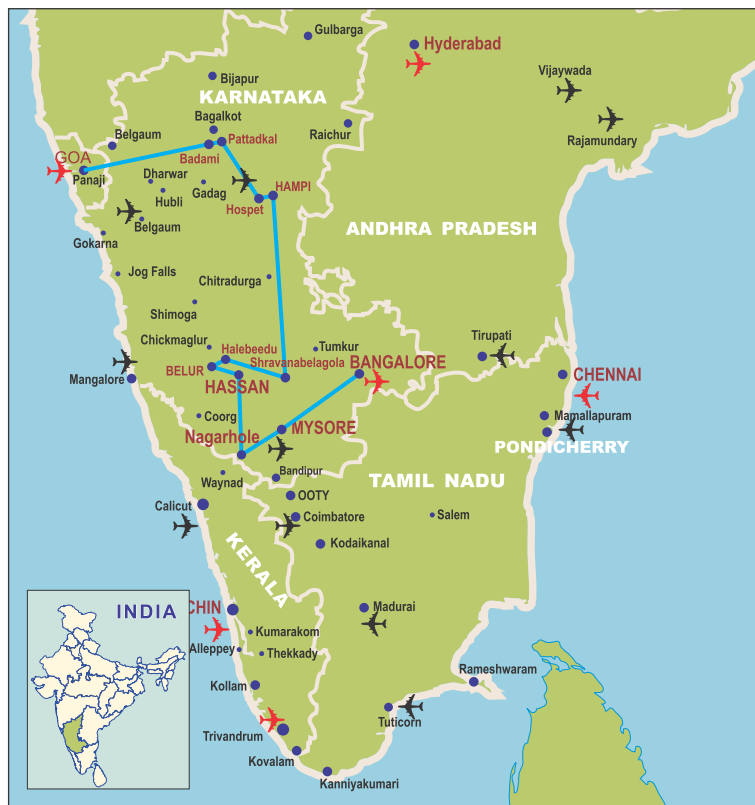 Gulbarga
Hyderabad
Bijapur
Vijaywada
KARNATAKA
Bagalkot
Raichur
Rajamundary
Belgaum
Pattadkal
Badami
GOA
Panaji
Dharwar
Hubli
Gadag
HAMPI
Hospet
Belgaum
Gokarna
ANDHRA PRADESH
Jog Falls
Chitradurga
Shimoga
Chickmaglur
Halebeedu
Tumkur
Tirupati
BELUR
Shravanabelagola
BANGALORE
HASSAN
CHENNAI
Mangalore
Coorg
Mamallapuram
Nagarhole
MYSORE
PONDICHERRY
Waynad
Bandipur
TAMIL NADU
OOTY
Calicut
Coimbatore
Salem
Kodaikanal
KERALA
INDIA
CHIN
Madurai
Kumarakom
Alleppey
Thekkady
Rameshwaram
Kollam
Tuticorn
Trivandrum
Kovalam
Kanniyakumari